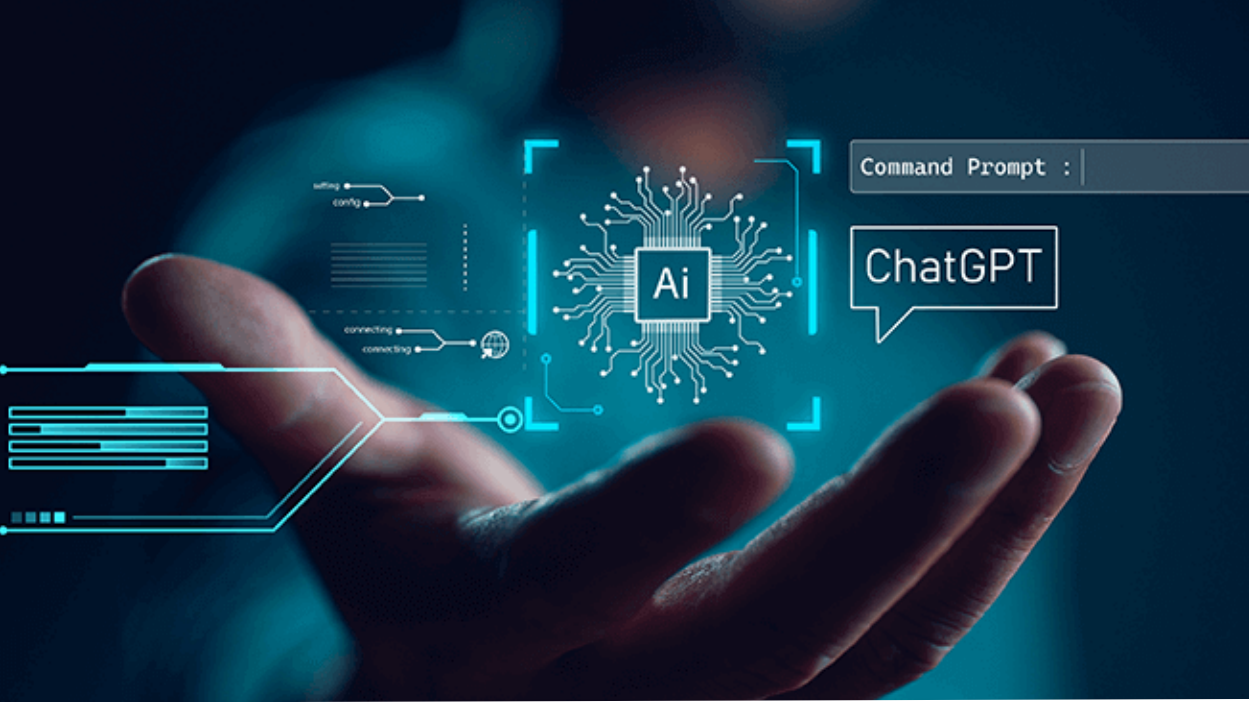 Command Prompt :
setting
config
Ai
ChatGPT
connecting
connecting